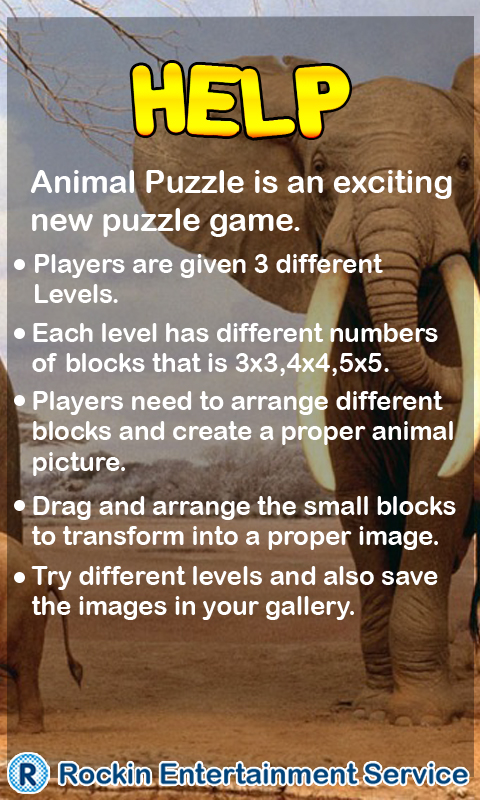 HELP
Animal Puzzle is an exciting
new puzzle game.
• Players are given 3 different
Levels.
• Each level has different numbers
of blocks that is 3x3,4x4,5x5.
• Players need to arrange different
blocks and create a proper animal
picture.
• Drag and arrange the small blocks
to transform into a proper image.
• Try different levels and also save
the images in your gallery.
R Rockin Entertainment Service